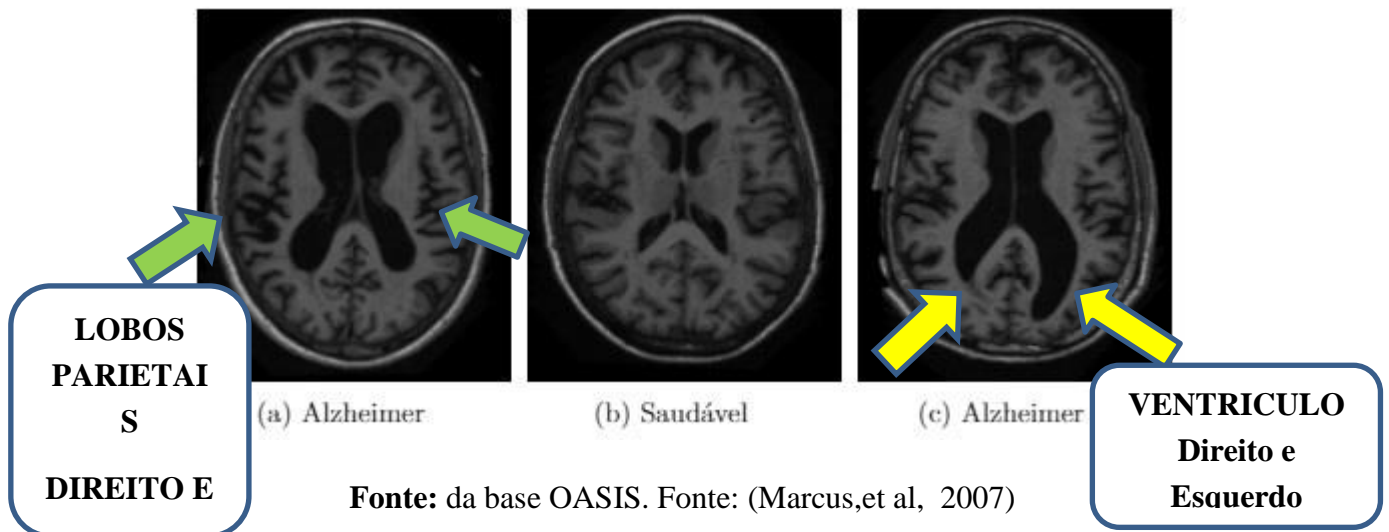 LOBOS
PARIETAI
S
DIREITO E
(a) Alzheimer
(b) Saudável
(c) Alzheimer
VENTRICULO
Direito e
Esquerdo
Fonte: da base OASIS. Fonte: (Marcus,et al, 2007)